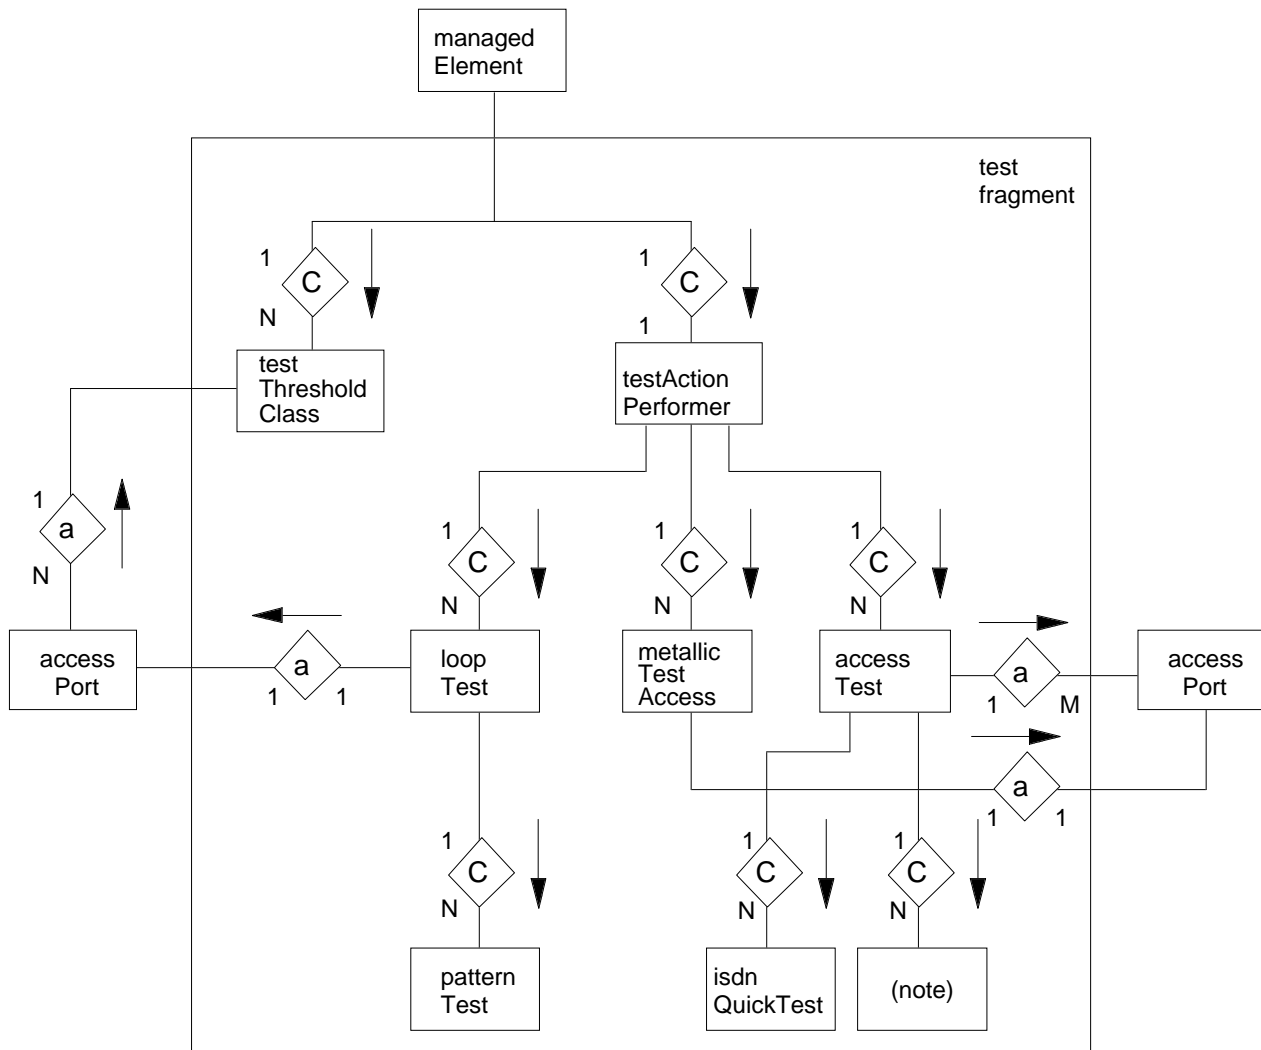 managed
Element
test
fragment
1
C
N
1
C
1
test
Threshold
Class
testAction
Performer
1
a
N
1
C
N
1
C
N
1
C
N
access
Port
a
1
1
loop
Test
metallic
Test
Access
access
Test
a
1
M
access
Port
a
1
1
1
C
N
1
C
N
1
C
N
pattern
Test
isdn
QuickTest
(note)